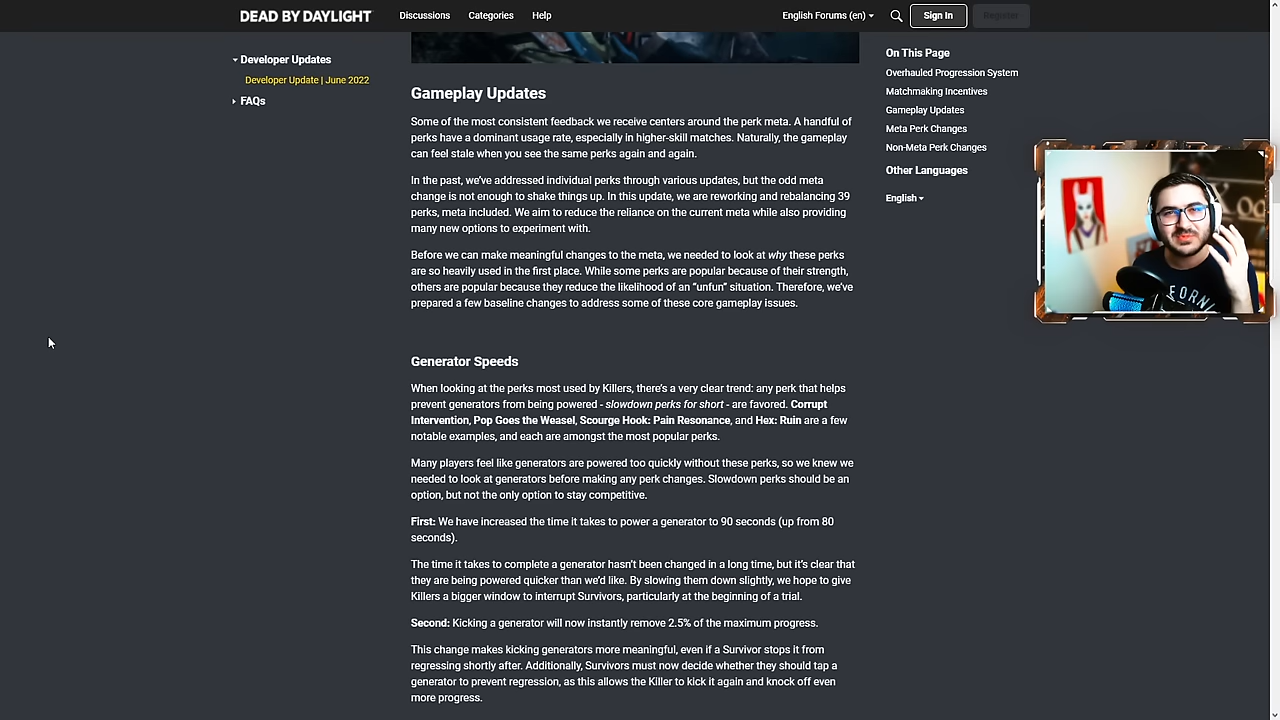 DEAD BY DAYLIGHT
Discussions
Categories
Help
English Forums (en)
Sign In
Register
Developer Updates
Developer Update | June 2022
FAQs
Gameplay Updates
Some of the most consistent feedback we receive centers around the perk meta. A handful of
perks have a dominant usage rate, especially in higher-skill matches. Naturally, the gameplay
can feel stale when you see the same perks again and again.
In the past, we've addressed individual perks through various updates, but the odd meta
change is not enough to shake things up. In this update, we are reworking and rebalancing 39
perks, meta included. We aim to reduce the reliance on the current meta while also providing
many new options to experiment with.
Before we can make meaningful changes to the meta, we needed to look at why these perks
are so heavily used in the first place. While some perks are popular because of their strength,
others are popular because they reduce the likelihood of an “unfun” situation. Therefore, we've
prepared a few baseline changes to address some of these core gameplay issues.
Generator Speeds
When looking at the perks most used by Killers, there's a very clear trend: any perk that helps
prevent generators from being powered - slowdown perks for short - are favored. Corrupt
Intervention, Pop Goes the Weasel, Scourge Hook: Pain Resonance, and Hex: Ruin are a few
notable examples, and each are amongst the most popular perks.
Many players feel like generators are powered too quickly without these perks, so we knew we
needed to look at generators before making any perk changes. Slowdown perks should be an
option, but not the only option to stay competitive.
First: We have increased the time it takes to power a generator to 90 seconds (up from 80
seconds).
The time it takes to complete a generator hasn't been changed in a long time, but it's clear that
they are being powered quicker than we'd like. By slowing them down slightly, we hope to give
Killers a bigger window to interrupt Survivors, particularly at the beginning of a trial.
Second: Kicking a generator will now instantly remove 2.5% of the maximum progress.
This change makes kicking generators more meaningful, even if a Survivor stops it from
regressing shortly after. Additionally, Survivors must now decide whether they should tap a
generator to prevent regression, as this allows the Killer to kick it again and knock off even
more progress.
On This Page
Overhauled Progression System
Matchmaking Incentives
Gameplay Updates
Meta Perk Changes
Non-Meta Perk Changes
Other Languages
English